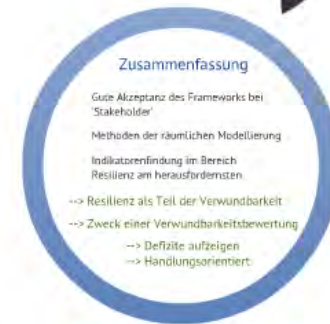 Zusammenfassung
Gute Akzeptanz des Frameworks bei
'Stakeholder'
Methoden der räumlichen Modellierung
Indikatorenfindung im Bereich
Resilienz am herausfordernsten
--> Resilienz als Teil der Verwundbarkeit
--> Zweck einer Verwundbarkeitsbewertung
--> Defizite aufzeigen
--> Handlungsorientiert